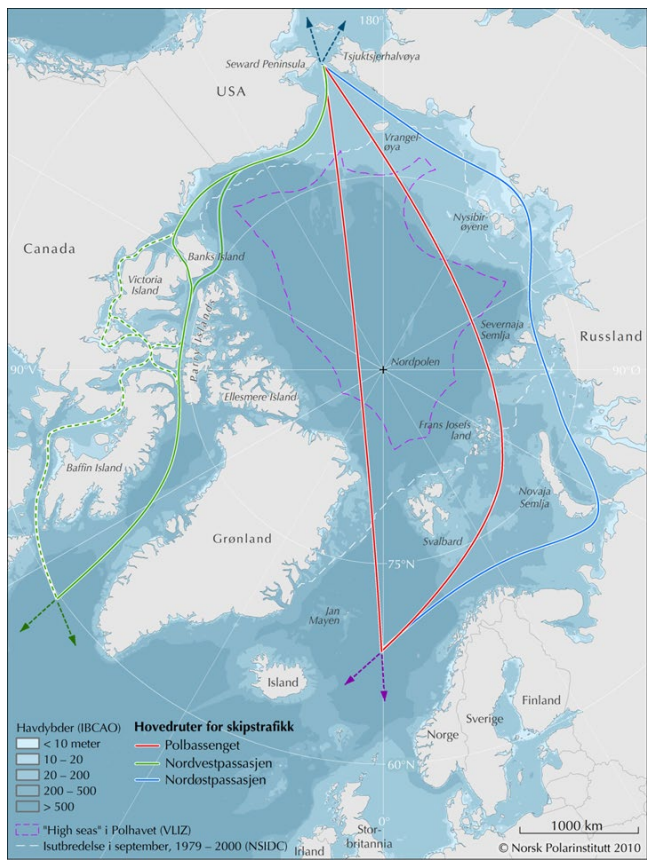 180°
Seward Peninsula
Tsjuktsjerhalvøya
USA
Vrangel-
øya
Nysibir-
øyene
Canada
Banks Island
Victoria
Island
Parry Islands
Severnaja
Semlja
Russland
90°V
Nordpolen
90°Ø
Ellesmere Island
Frans Josefs
land
Baffin Island
Novaja
Semlja
Grønland
Svalbard
75°N
Jan
Mayen
Island
Finland
Sverige
Norge
60°N
0°
Stor-
britannia
Irland
Havdybder (IBCAO)
< 10 meter
10 – 20
20 – 200
200 – 500
> 500
Hovedruter for skipstrafikk
Polbassenget
Nordvestpassasjen
Nordøstpassasjen
"High seas" i Polhavet (VLIZ)
Isutbredelse i september, 1979 – 2000 (NSIDC)
1000 km
© Norsk Polarinstitutt 2010